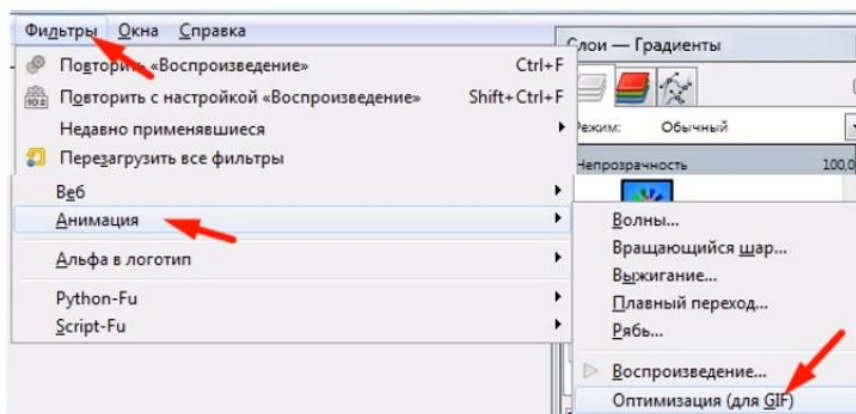 Фильтры Окна Справка
Повторить «Воспроизведение» Ctrl+F
Повторить с настройкой «Воспроизведение» Shift+Ctrl+F
Недавно применявшиеся
Перезагрузить все фильтры
Веб
Анимация
Альфа в логотип
Python-Fu
Script-Fu
Слои — Градиенты
Режим: Обычный
Непрозрачность 100,0
Волны...
Вращающийся шар...
Выжигание...
Плавный переход...
Рябь...
Воспроизведение...
Оптимизация (для GIF)